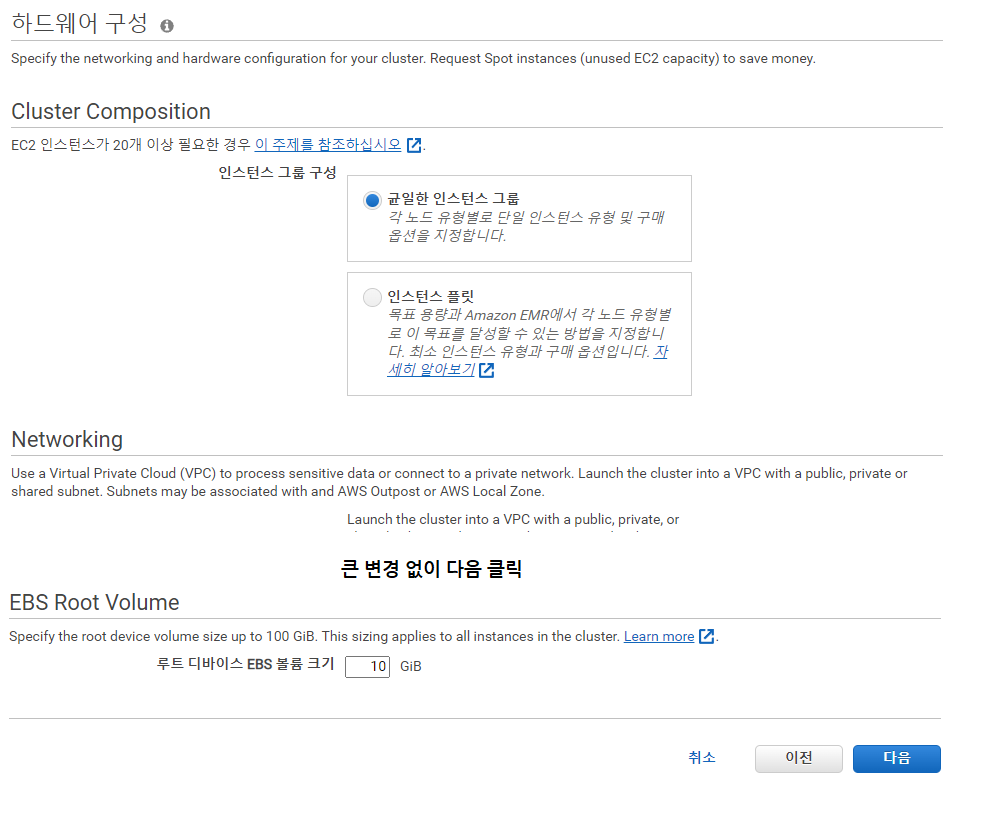 하드웨어 구성
Specify the networking and hardware configuration for your cluster. Request Spot instances (unused EC2 capacity) to save money.
Cluster Composition
EC2 인스턴스가 20개 이상 필요한 경우 이 주제를 참조하십시오.
인스턴스 그룹 구성
균일한 인스턴스 그룹
각 노드 유형별로 단일 인스턴스 유형 및 구매
옵션을 지정합니다.
인스턴스 플릿
목표 용량과 Amazon EMR에서 각 노드 유형별
로 이 목표를 달성할 수 있는 방법을 지정합니
다. 최소 인스턴스 유형과 구매 옵션입니다. 자
세히 알아보기
Networking
Use a Virtual Private Cloud (VPC) to process sensitive data or connect to a private network. Launch the cluster into a VPC with a public, private or
shared subnet. Subnets may be associated with and AWS Outpost or AWS Local Zone.
Launch the cluster into a VPC with a public, private, or
큰 변경 없이 다음 클릭
EBS Root Volume
Specify the root device volume size up to 100 GiB. This sizing applies to all instances in the cluster. Learn more.
루트 디바이스 EBS 볼륨 크기 10 GiB
취소 이전 다음